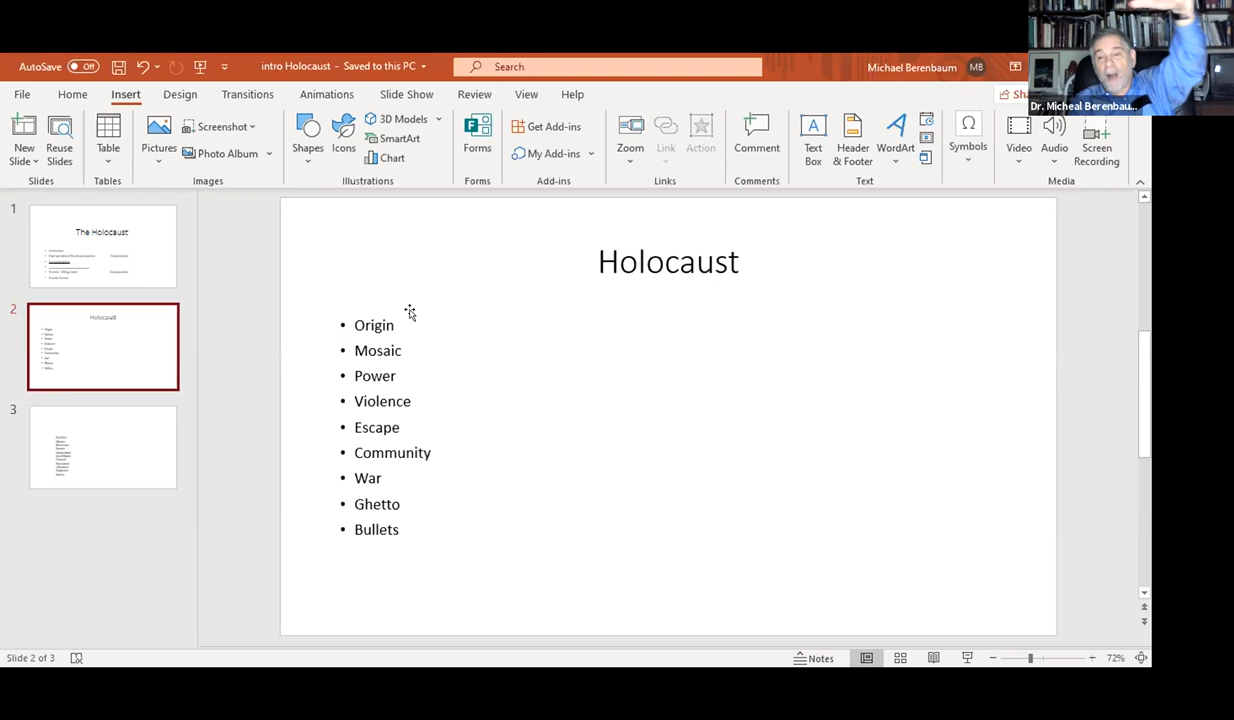 AutoSave Off intro Holocaust - Saved to this PC Search Michael Berenbaum MB
Dr. Micheal Berenbau...
File Home Insert Design Transitions Animations Slide Show Review View Help
New Slide
Reuse Slides
Slides
Table
Tables
Pictures
Screenshot
Photo Album
Images
Shapes
Icons
3D Models
SmartArt
Chart
Illustrations
Forms
Forms
Get Add-ins
My Add-ins
Add-ins
Zoom
Link
Action
Links
Comment
Comments
Text Box
Header & Footer
WordArt
Text
Symbols
Video
Audio
Screen Recording
Media
1
The Holocaust
2
Holocaust
3
Holocaust
• Origin
• Mosaic
• Power
• Violence
• Escape
• Community
• War
• Ghetto
• Bullets
Slide 2 of 3 Notes 72%